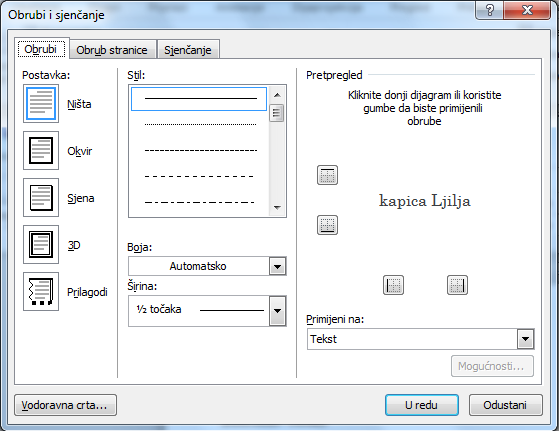 Obrubi i sjenčanje
?
Obrubi
Obrub stranice
Sjenčanje
Postavka:
Ništa
Okvir
Sjena
3D
Prilagodi
Stil:
Boja:
Automatsko
Širina:
½ točaka
Pretpregled
Kliknite donji dijagram ili koristite
gumbe da biste primijenili
obrube
kapica Ljilja
Primijeni na:
Tekst
Mogućnosti...
Vodoravna crta...
U redu
Odustani